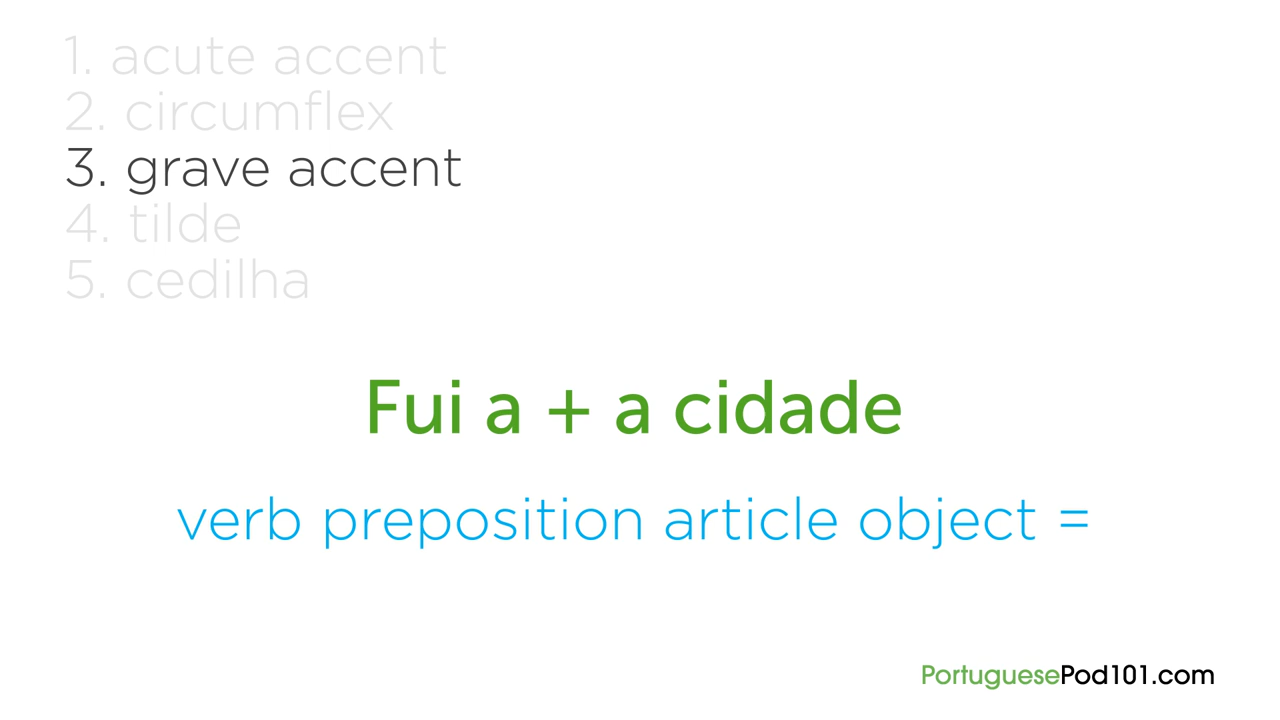 1. acute accent
2. circumflex
3. grave accent
4. tilde
5. cedilha
Fui a + a cidade
verb preposition article object =
PortuguesePod101.com